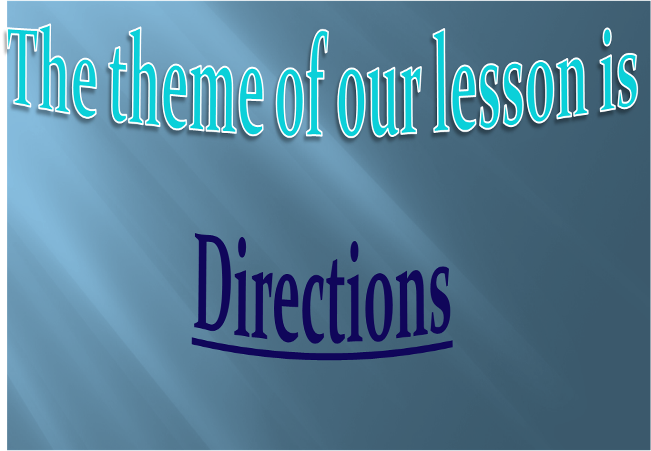 The theme of our lesson is
Directions